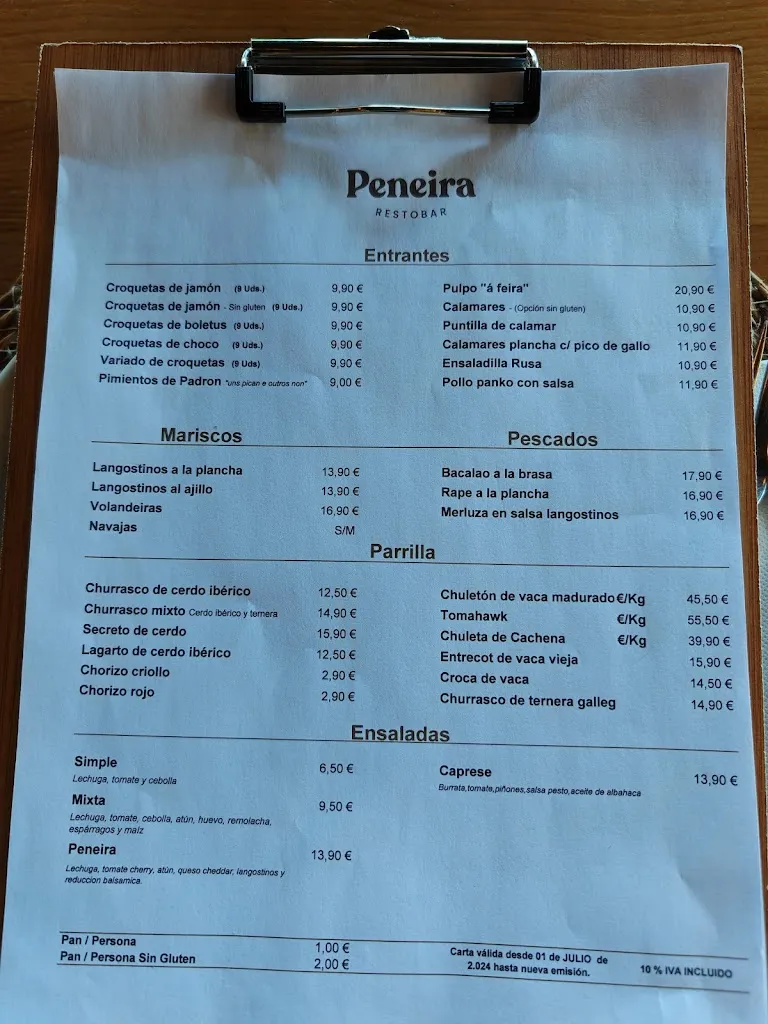 Peneira
RESTOBAR
Entrantes
Croquetas de jamón (9 Uds.) 9,90 €
Croquetas de jamón - Sin gluten (9 Uds.) 9,90 €
Croquetas de boletus (9 Uds.) 9,90 €
Croquetas de choco (9 Uds.) 9,90 €
Variado de croquetas (9 Uds) 9,90 €
Pimientos de Padron "uns pican e outros non" 9,00 €
Pulpo "á feira" 20,90 €
Calamares - (Opción sin gluten) 10,90 €
Puntilla de calamar 10,90 €
Calamares plancha c/ pico de gallo 11,90 €
Ensaladilla Rusa 10,90 €
Pollo panko con salsa 11,90 €
Mariscos
Langostinos a la plancha 13,90 €
Langostinos al ajillo 13,90 €
Volandeiras 16,90 €
Navajas S/M
Pescados
Bacalao a la brasa 17,90 €
Rape a la plancha 16,90 €
Merluza en salsa langostinos 16,90 €
Parrilla
Churrasco de cerdo ibérico 12,50 €
Churrasco mixto Cerdo ibérico y ternera 14,90 €
Secreto de cerdo 15,90 €
Lagarto de cerdo ibérico 12,50 €
Chorizo criollo 2,90 €
Chorizo rojo 2,90 €
Chuletón de vaca madurado €/Kg 45,50 €
Tomahawk €/Kg 55,50 €
Chuleta de Cachena €/Kg 39,90 €
Entrecot de vaca vieja 15,90 €
Croca de vaca 14,50 €
Churrasco de ternera galleg 14,90 €
Ensaladas
Simple 6,50 €
Lechuga, tomate y cebolla
Mixta 9,50 €
Lechuga, tomate, cebolla, atún, huevo, remolacha,
espárragos y maíz
Peneira 13,90 €
Lechuga, tomate cherry, atún, queso cheddar, langostinos y
reduccion balsamica.
Caprese 13,90 €
Burrata,tomate,piñones,salsa pesto,aceite de albahaca
Pan / Persona 1,00 €
Pan / Persona Sin Gluten 2,00 €
Carta válida desde 01 de JULIO de
2.024 hasta nueva emisión.
10 % IVA INCLUIDO